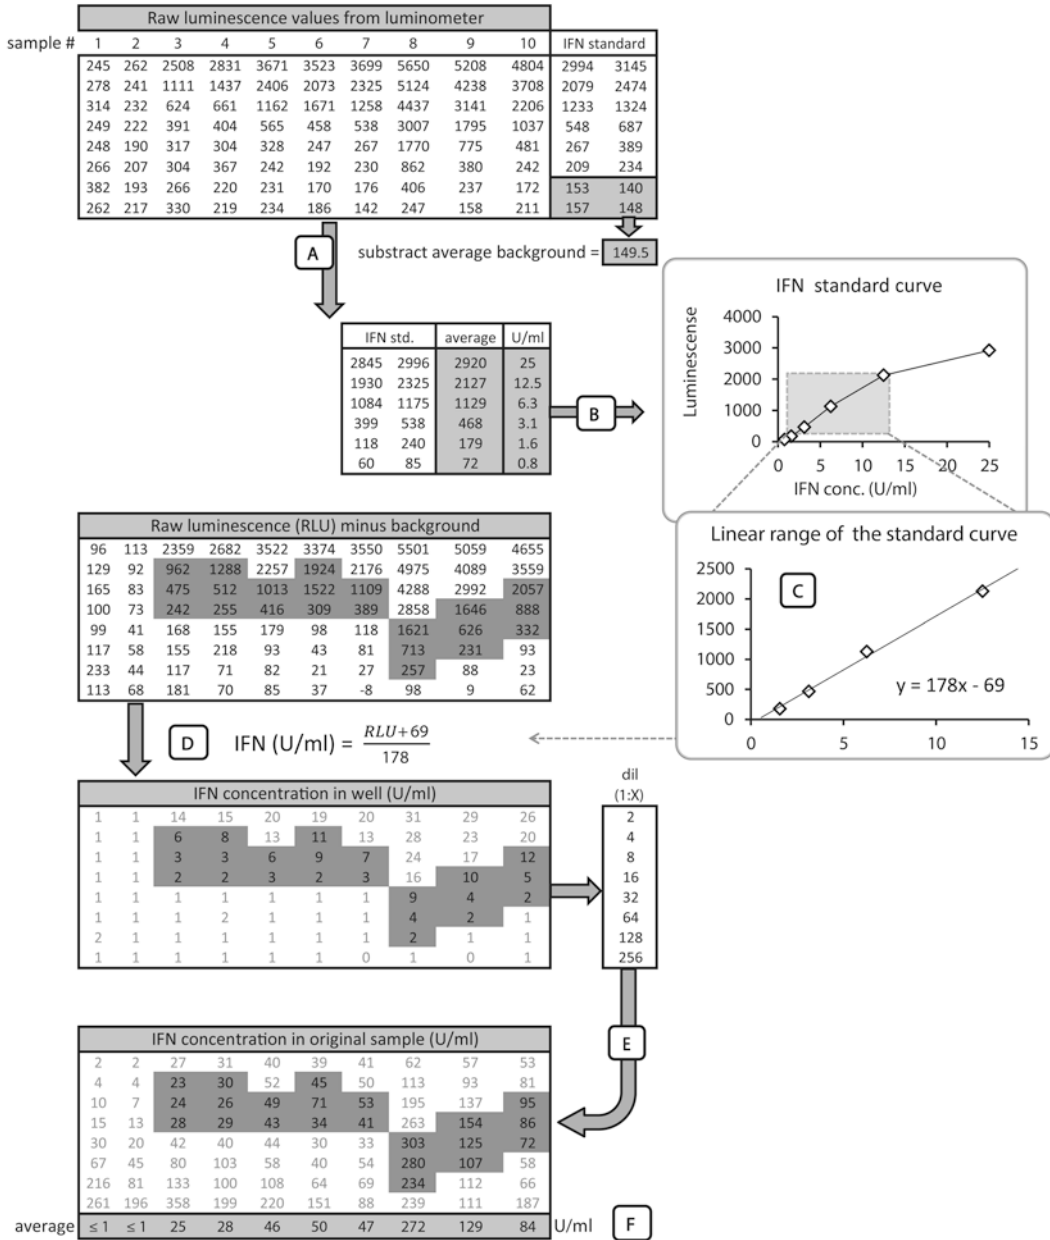 Raw luminescence values from luminometer
sample # 1 2 3 4 5 6 7 8 9 10 IFN standard
245 262 2508 2831 3671 3523 3699 5650 5208 4804 2994 3145
278 241 1111 1437 2406 2073 2325 5124 4238 3708 2079 2474
314 232 624 661 1162 1671 1258 4437 3141 2206 1233 1324
249 222 391 404 565 458 538 3007 1795 1037 548 687
248 190 317 304 328 247 267 1770 775 481 267 389
266 207 304 367 242 192 230 862 380 242 209 234
382 193 266 220 231 170 176 406 237 172 153 140
262 217 330 219 234 186 142 247 158 211 157 148
A
substract average background = 149.5
IFN std. average U/ml
2845 2996 2920 25
1930 2325 2127 12.5
1084 1175 1129 6.3
399 538 468 3.1
118 240 179 1.6
60 85 72 0.8
B
IFN standard curve
Luminescense
4000
3000
2000
1000
0
0 5 10 15 20 25
IFN conc. (U/ml)
Linear range of the standard curve
2500
2000
1500
1000
500
0
C
y = 178x - 69
0 5 10 15
Raw luminescence (RLU) minus background
96 113 2359 2682 3522 3374 3550 5501 5059 4655
129 92 962 1288 2257 1924 2176 4975 4089 3559
165 83 475 512 1013 1522 1109 4288 2992 2057
100 73 242 255 416 309 389 2858 1646 888
99 41 168 155 179 98 118 1621 626 332
117 58 155 218 93 43 81 713 231 93
233 44 117 71 82 21 27 257 88 23
113 68 181 70 85 37 -8 98 9 62
D IFN (U/ml) = (RLU+69)/178
IFN concentration in well (U/ml)
1 1 14 15 20 19 20 31 29 26
1 1 6 8 13 11 13 28 23 20
1 1 3 3 6 9 7 24 17 12
1 1 2 2 3 2 3 16 10 5
1 1 1 1 1 1 1 9 4 2
1 1 1 2 1 1 1 4 2 1
2 1 1 1 1 1 1 2 1 1
1 1 1 1 1 1 0 1 0 1
dil
(1:X)
2
4
8
16
32
64
128
256
E
IFN concentration in original sample (U/ml)
2 2 27 31 40 39 41 62 57 53
4 4 23 30 52 45 50 113 93 81
10 7 24 26 49 71 53 195 137 95
15 13 28 29 43 34 41 263 154 86
30 20 42 40 44 30 33 303 125 72
67 45 80 103 58 40 54 280 107 58
216 81 133 100 108 64 69 234 112 66
261 196 358 199 220 151 88 239 111 187
average ≤ 1 ≤ 1 25 28 46 50 47 272 129 84 U/ml
F